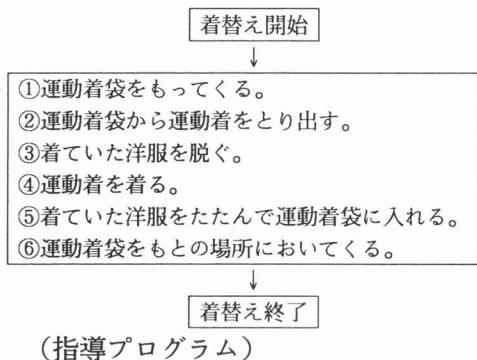 着替え開始
↓
①運動着袋をもってくる。
②運動着袋から運動着をとり出す。
③着ていた洋服を脱ぐ。
④運動着を着る。
⑤着ていた洋服をたたんで運動着袋に入れる。
⑥運動着袋をもとの場所においてくる。
↓
着替え終了
（指導プログラム）